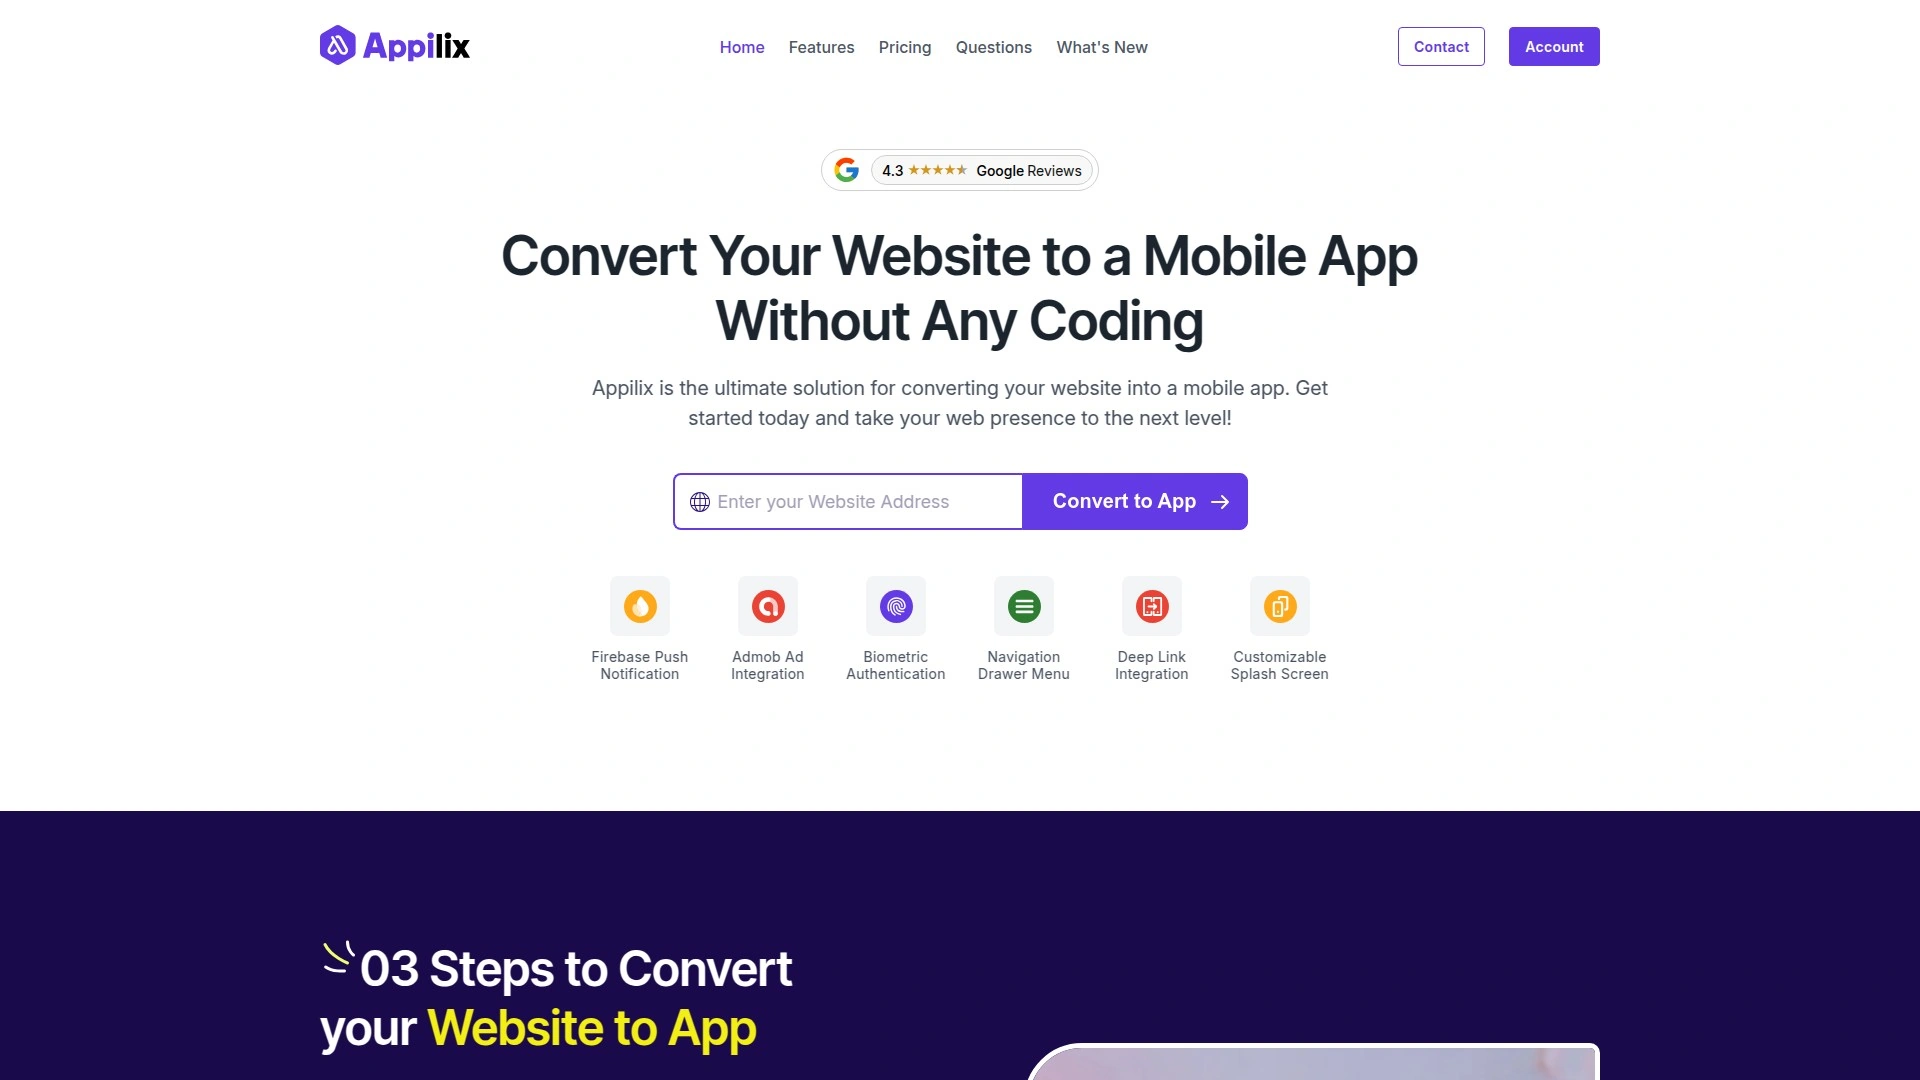 Appilix
Home
Features
Pricing
Questions
What's New
Contact
Account
4.3 ★★★★★ Google Reviews
Convert Your Website to a Mobile App
Without Any Coding
Appilix is the ultimate solution for converting your website into a mobile app. Get
started today and take your web presence to the next level!
Enter your Website Address
Convert to App
Firebase Push
Notification
Admob Ad
Integration
Biometric
Authentication
Navigation
Drawer Menu
Deep Link
Integration
Customizable
Splash Screen
03 Steps to Convert
your Website to App